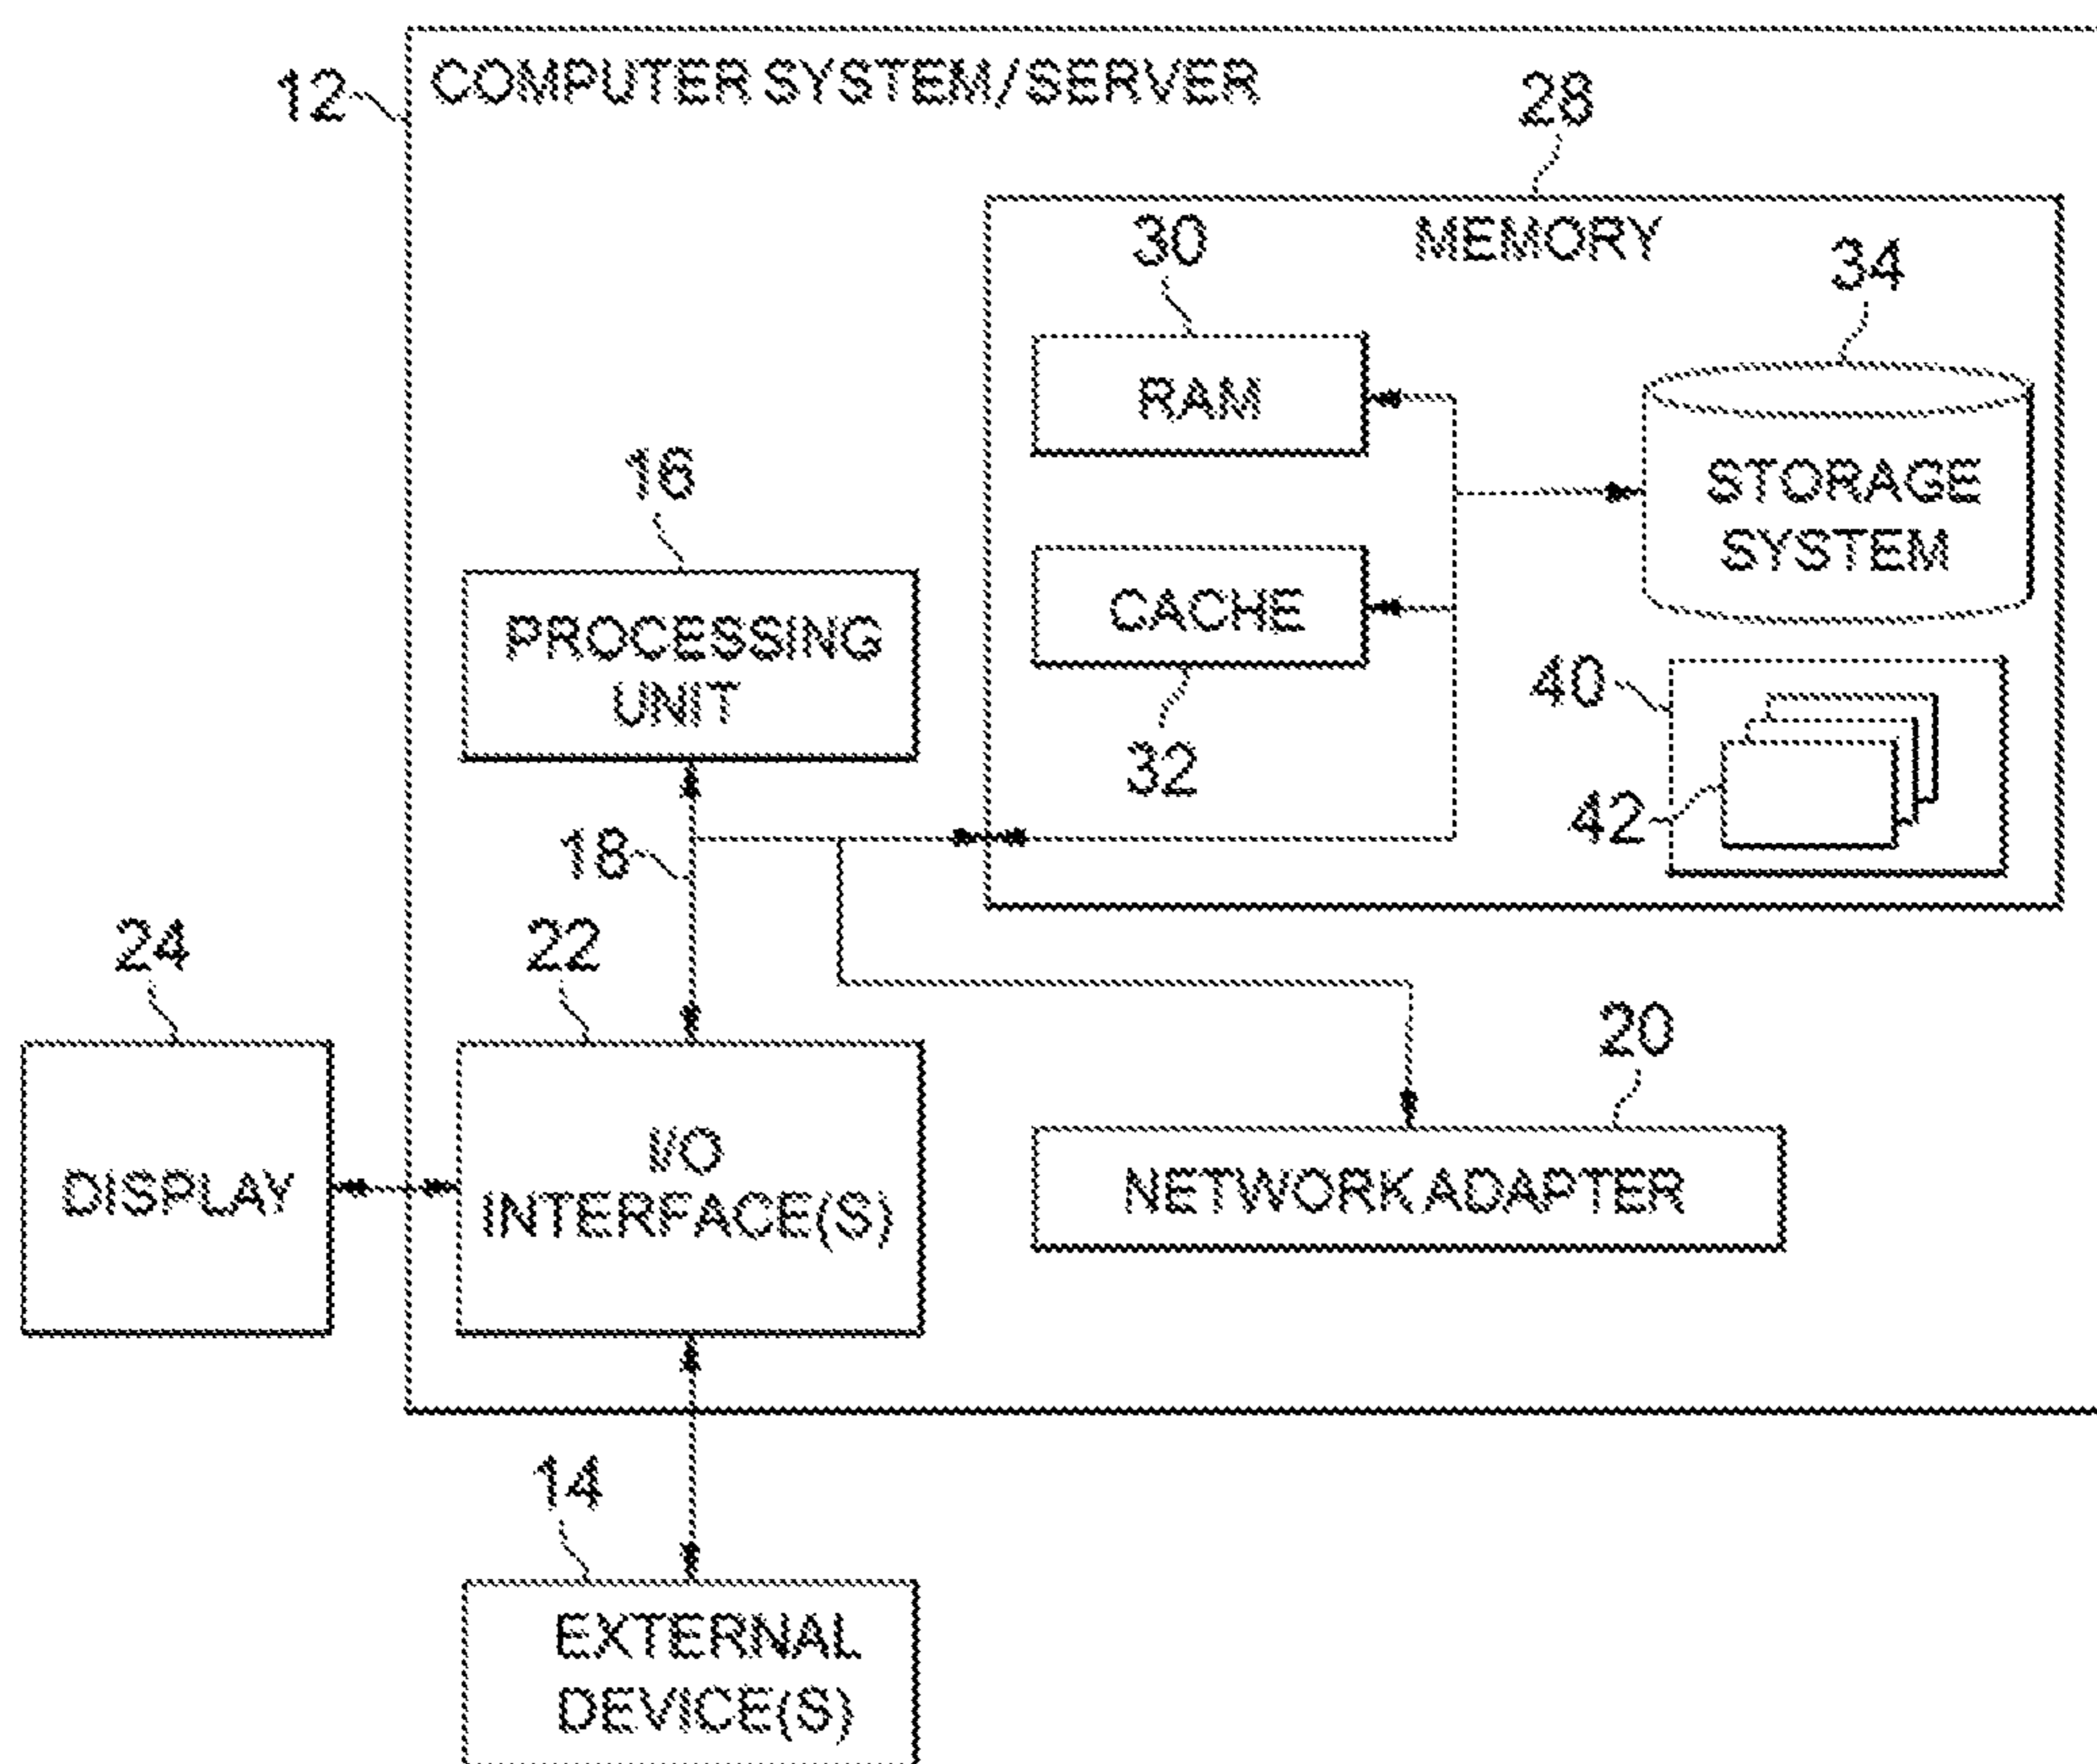 12
COMPUTER SYSTEM/SERVER
28
MEMORY
30
34
RAM
16
STORAGE
SYSTEM
PROCESSING
UNIT
CACHE
40
32
42
18
24
22
20
DISPLAY
I/O
INTERFACE(S)
NETWORK ADAPTER
14
EXTERNAL
DEVICE(S)